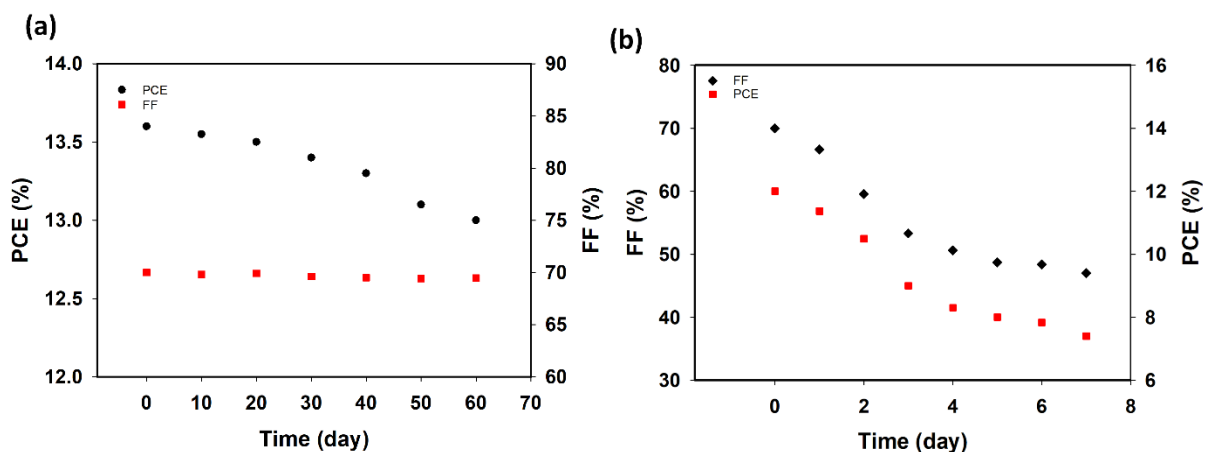 (a)
PCE (%)
14.0
13.5
13.0
12.5
12.0
PCE
FF
90
85
80
75
70
65
60
FF (%)
0 10 20 30 40 50 60 70
Time (day)
(b)
FF (%)
80
70
60
50
40
30
FF
PCE
16
14
12
10
8
6
PCE (%)
0 2 4 6 8
Time (day)